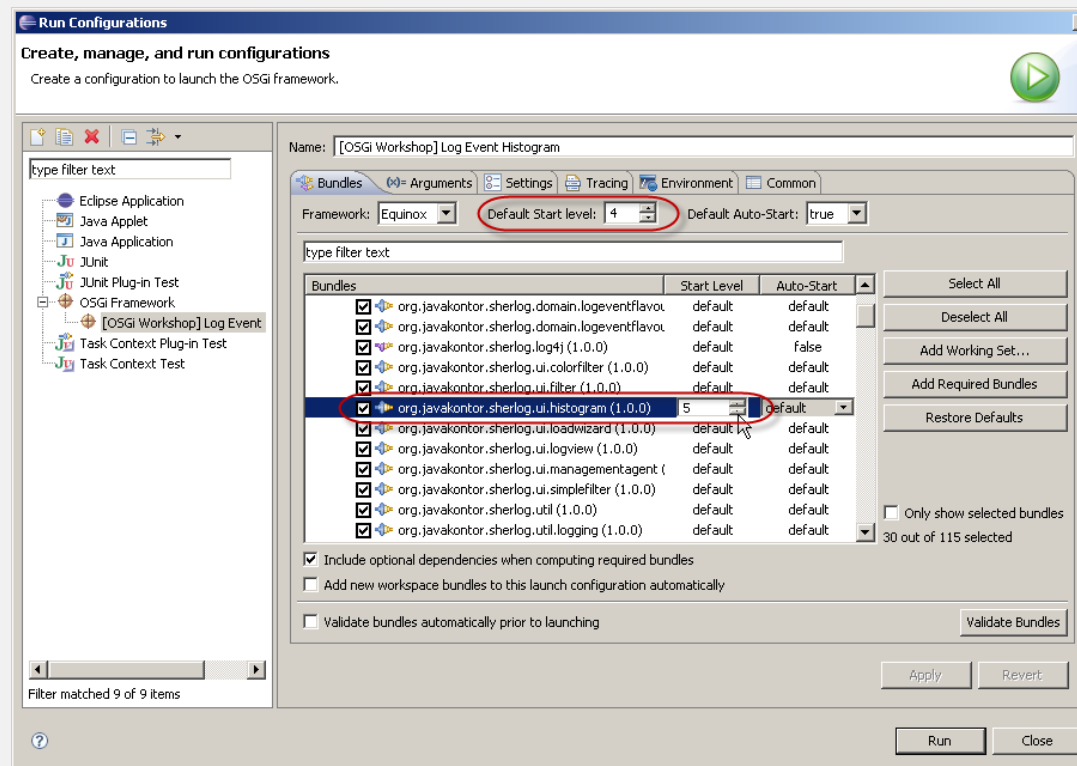 Run Configurations
Create, manage, and run configurations
Create a configuration to launch the OSGi framework.
type filter text
Eclipse Application
Java Applet
Java Application
JUnit
JUnit Plug-in Test
OSGi Framework
[OSGi Workshop] Log Event
Task Context Plug-in Test
Task Context Test
Filter matched 9 of 9 items
Name: [OSGi Workshop] Log Event Histogram
Bundles (x)= Arguments Settings Tracing Environment Common
Framework: Equinox Default Start level: 4 Default Auto-Start: true
type filter text
Bundles Start Level Auto-Start
org.javakontor.sherlog.domain.logeventflavou default default
org.javakontor.sherlog.domain.logeventflavou default default
org.javakontor.sherlog.log4j (1.0.0) default false
org.javakontor.sherlog.ui.colorfilter (1.0.0) default default
org.javakontor.sherlog.ui.filter (1.0.0) default default
org.javakontor.sherlog.ui.histogram (1.0.0) 5 default
org.javakontor.sherlog.ui.loadwizard (1.0.0) default default
org.javakontor.sherlog.ui.logview (1.0.0) default default
org.javakontor.sherlog.ui.managementagent ( default default
org.javakontor.sherlog.ui.simplefilter (1.0.0) default default
org.javakontor.sherlog.util (1.0.0) default default
org.javakontor.sherlog.util.logging (1.0.0) default default
Select All
Deselect All
Add Working Set...
Add Required Bundles
Restore Defaults
Only show selected bundles
30 out of 115 selected
Include optional dependencies when computing required bundles
Add new workspace bundles to this launch configuration automatically
Validate bundles automatically prior to launching
Validate Bundles
Apply Revert
? Run Close